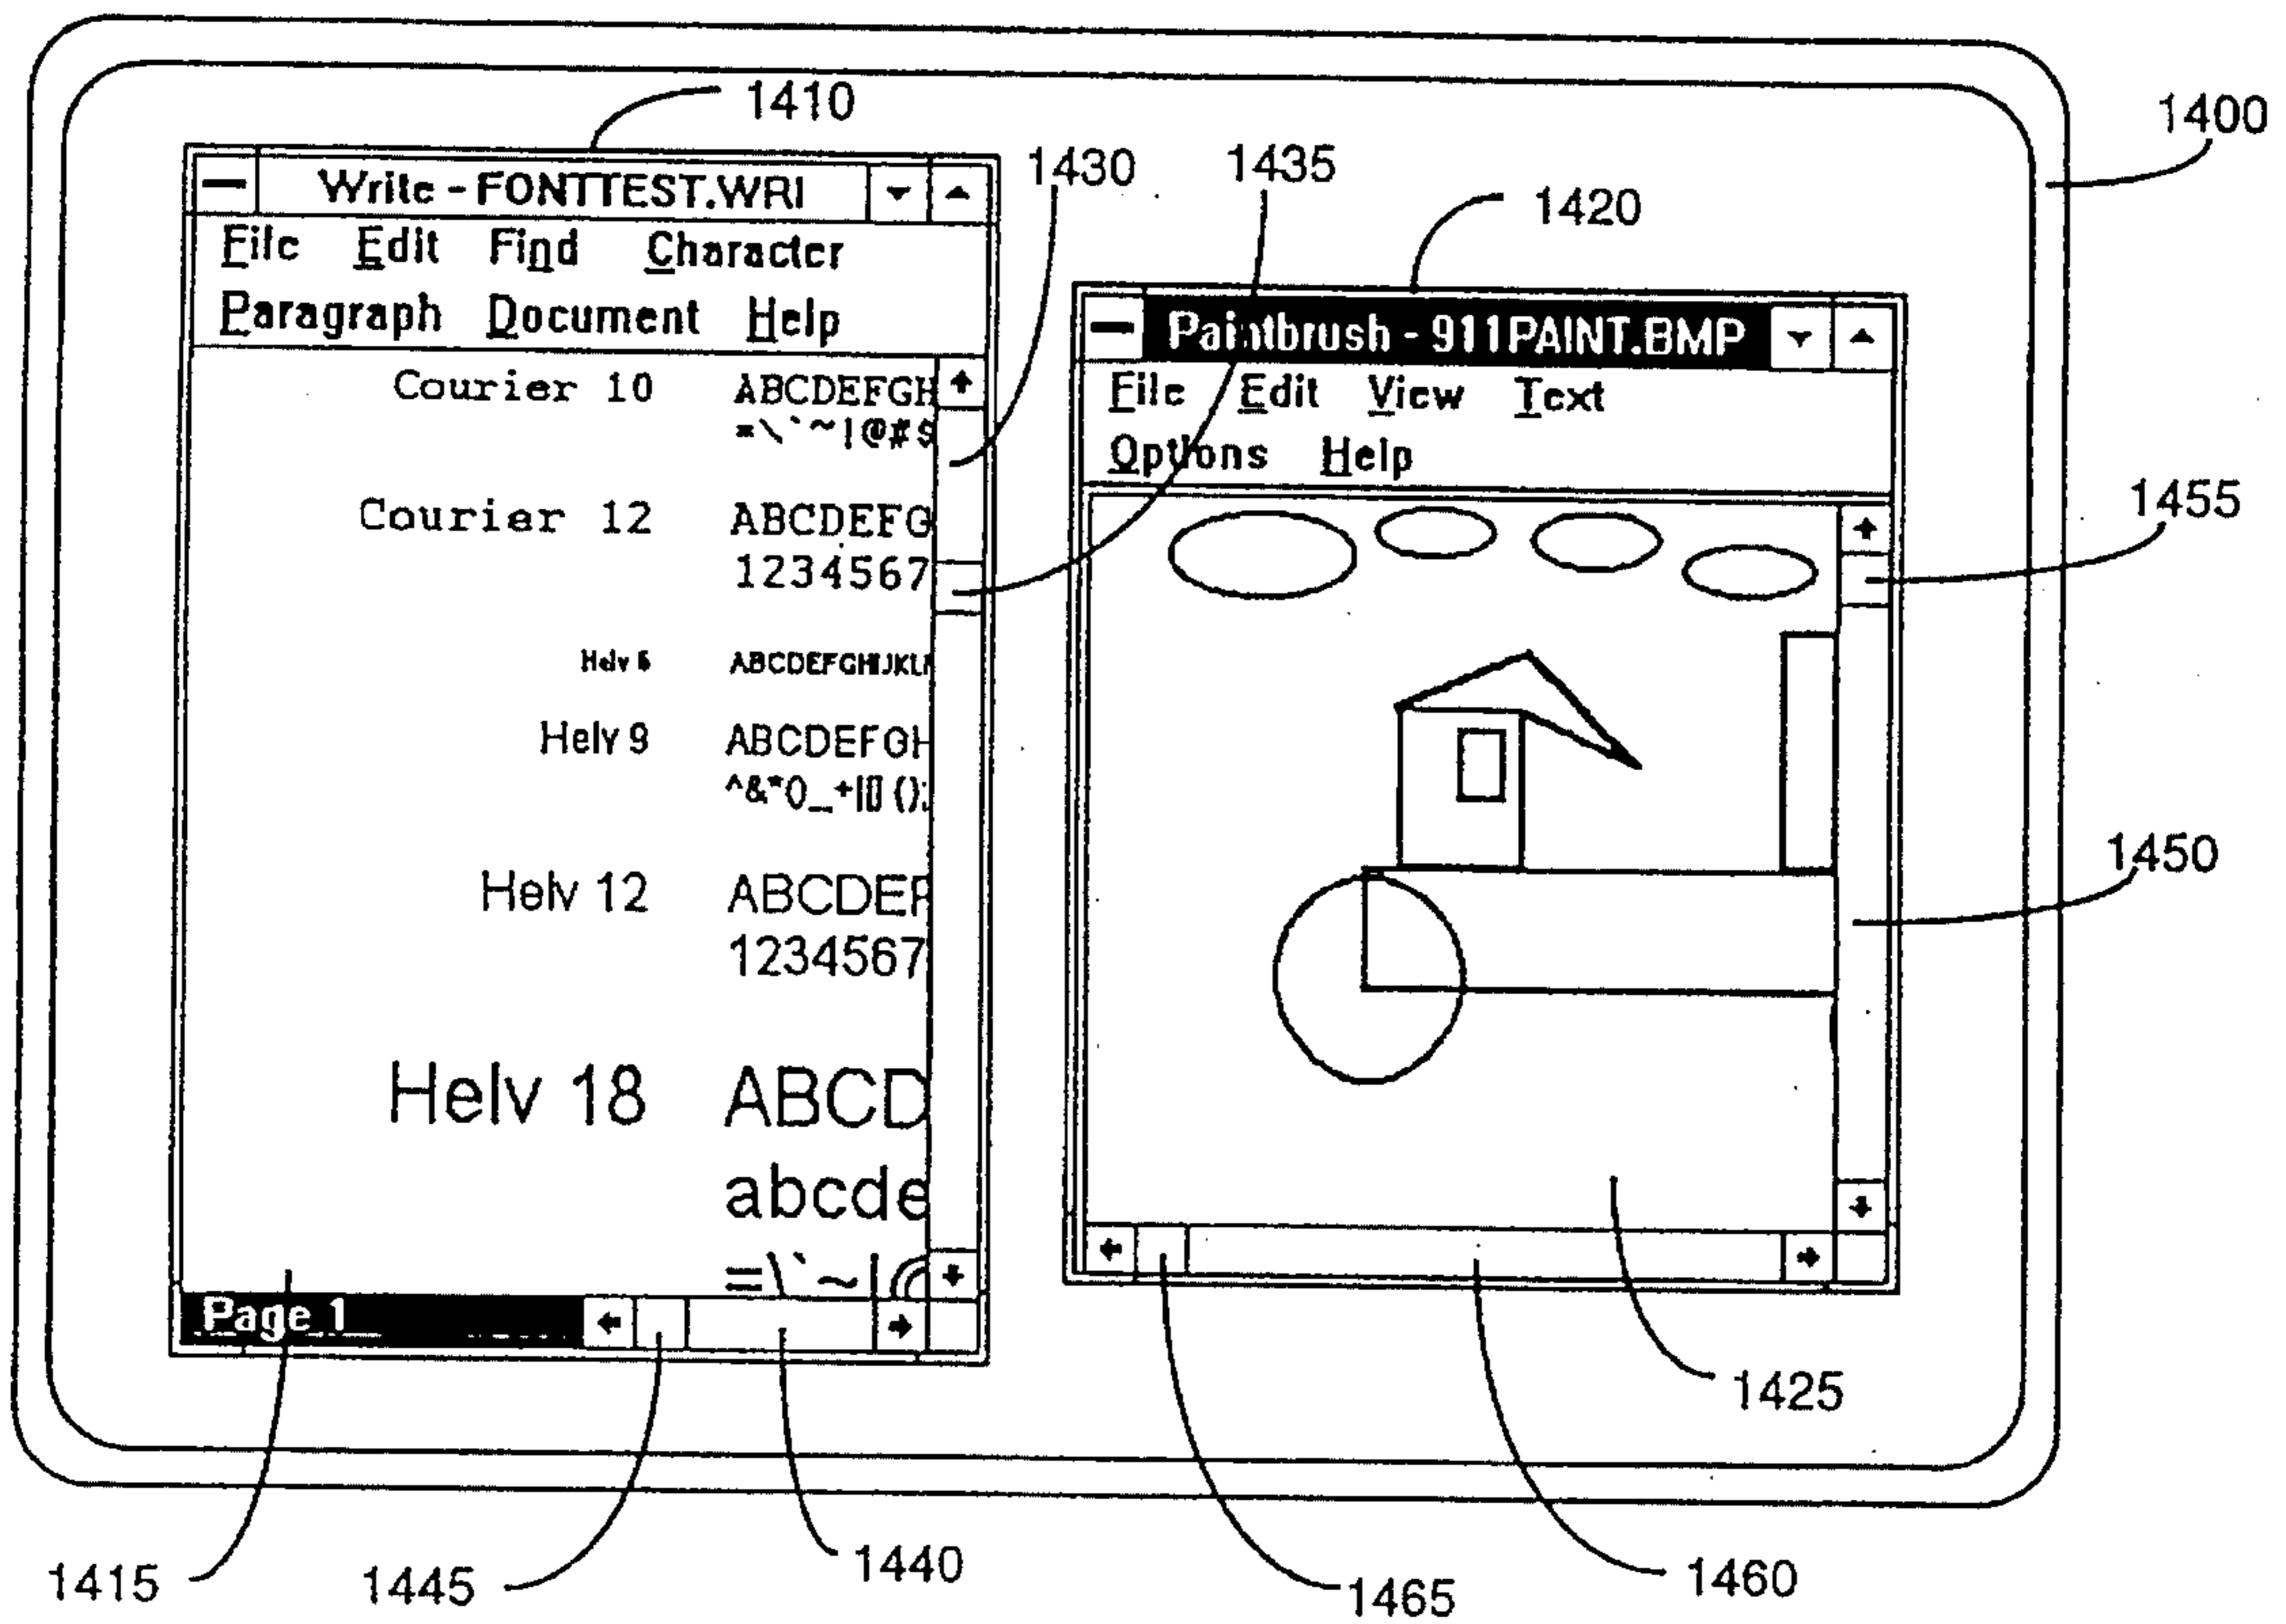 1410
1400
1430
1435
1420
Write - FONTTEST.WRI
File Edit Find Character
Paragraph Document Help
Courier 10 ABCDEFGH
=\`~|@#$
Courier 12 ABCDEFG
1234567
Helv 9 ABCDEFGH
^&*()_+|[] ();
Helv 12 ABCDEF
1234567
Helv 18 ABCD
abcde
=\`~|
Page 1
Paintbrush - 911PAINT.BMP
File Edit View Text
Options Help
1455
1450
1425
1415
1445
1440
1465
1460